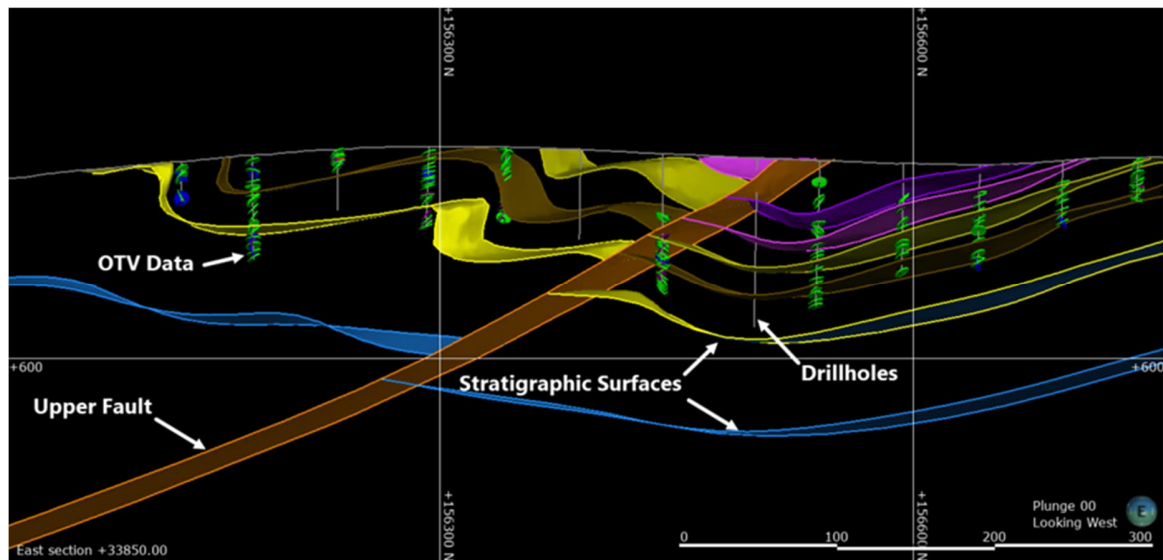 +156300 N
+156600 N
OTV Data
+600
+600
Stratigraphic Surfaces
Drillholes
Upper Fault
+156300 N
+156600 N
Plunge 00
Looking West
E
East section +33850.00
0
100
200
300